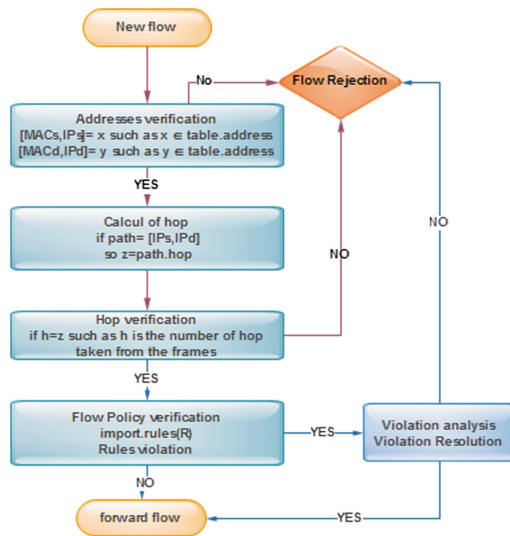 New flow
No
Flow Rejection
Addresses verification
[MACs,IPs]= x such as x ∈ table.address
[MACd,IPd]= y such as y ∈ table.address
YES
Calcul of hop
if path= [IPs,IPd]
so z=path.hop
NO
NO
Hop verification
if h=z such as h is the number of hop
taken from the frames
YES
Flow Policy verification
import.rules(R)
Rules violation
YES
Violation analysis
Violation Resolution
NO
forward flow
YES